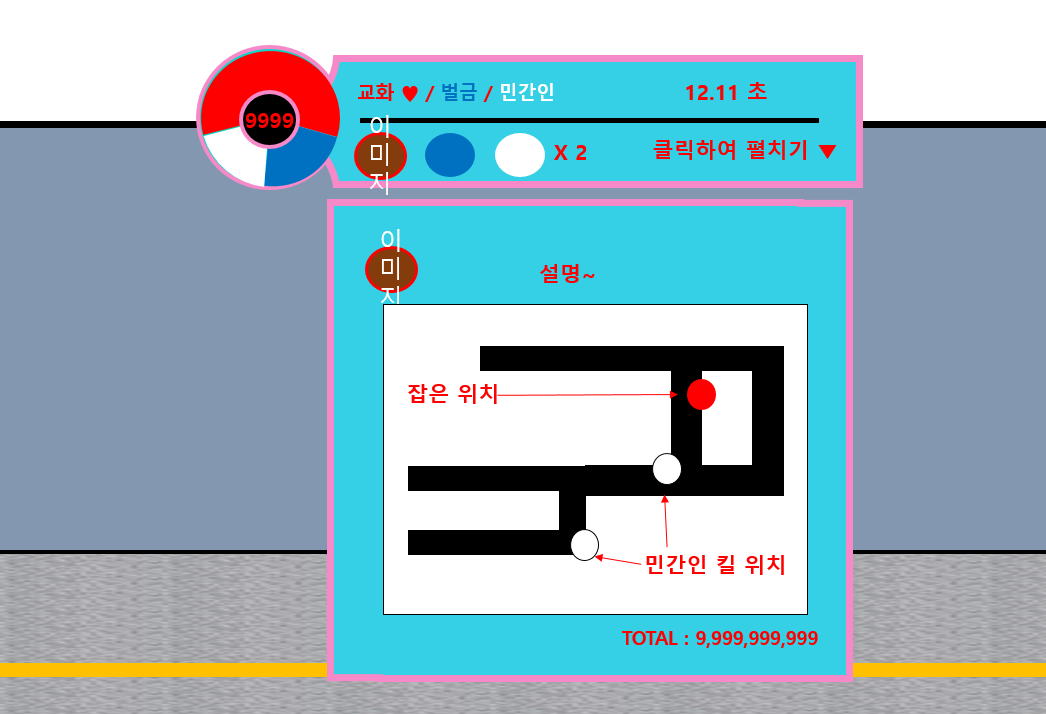 9999
교화 ♥ / 벌금 / 민간인
12.11 초
이
미
지
X 2
클릭하여 펼치기 ▼
이
미
지
설명~
잡은 위치
민간인 킬 위치
TOTAL : 9,999,999,999